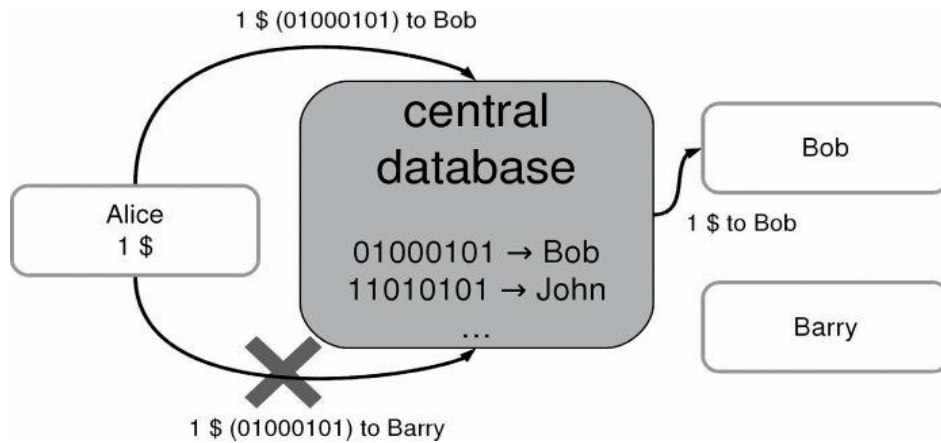 1 $ (01000101) to Bob
central
database
Bob
Alice
1 $
1 $ to Bob
01000101 → Bob
11010101 → John
...
Barry
1 $ (01000101) to Barry